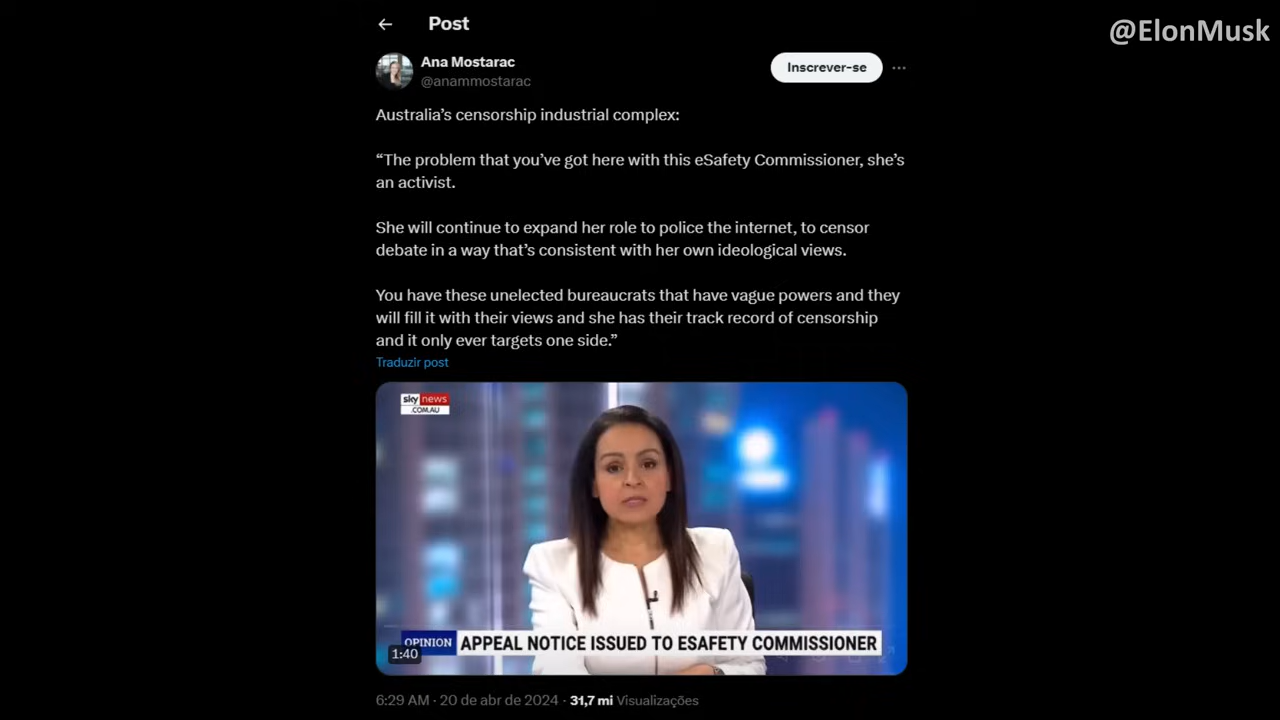 @ElonMusk
Post
Ana Mostarac
@anammostarac
Inscrever-se
Australia’s censorship industrial complex:
“The problem that you’ve got here with this eSafety Commissioner, she’s
an activist.
She will continue to expand her role to police the internet, to censor
debate in a way that’s consistent with her own ideological views.
You have these unelected bureaucrats that have vague powers and they
will fill it with their views and she has their track record of censorship
and it only ever targets one side.”
Traduzir post
sky news
.COM.AU
OPINION APPEAL NOTICE ISSUED TO ESAFETY COMMISSIONER
1:40
6:29 AM · 20 de abr de 2024 · 31,7 mi Visualizações